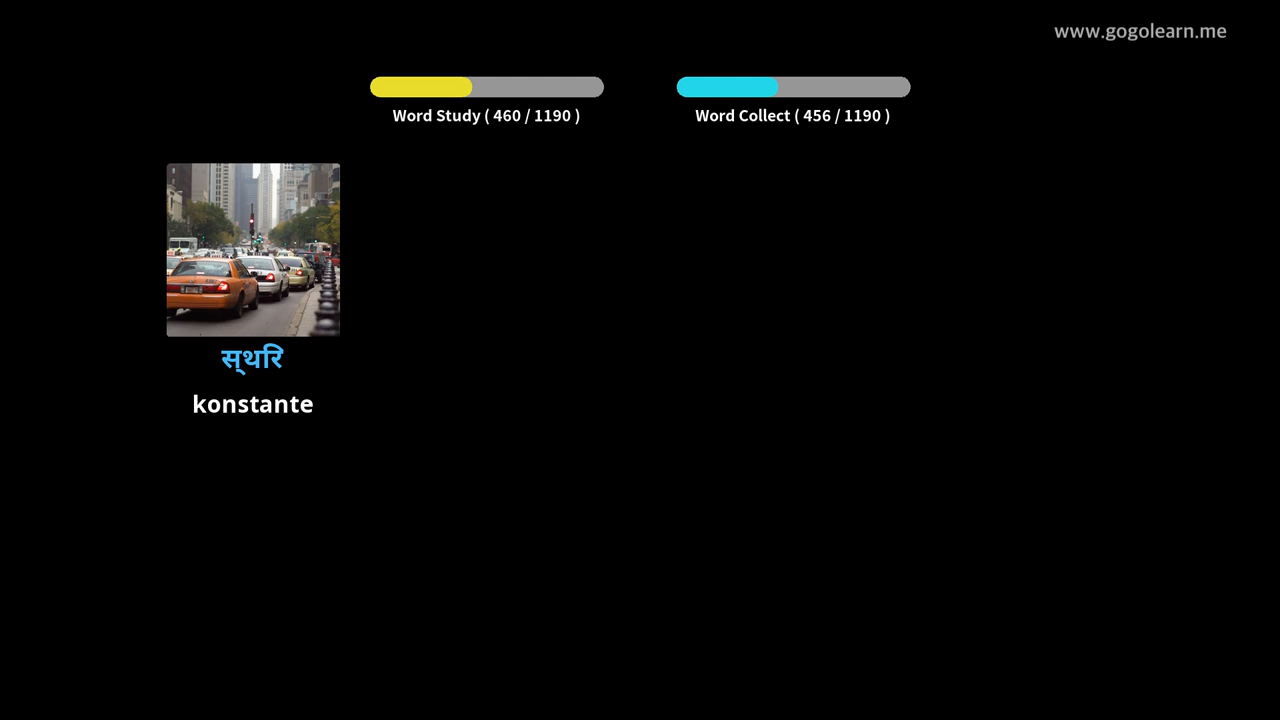 www.gogolearn.me
Word Study ( 460 / 1190 )
Word Collect ( 456 / 1190 )
स्‌थरि
konstante